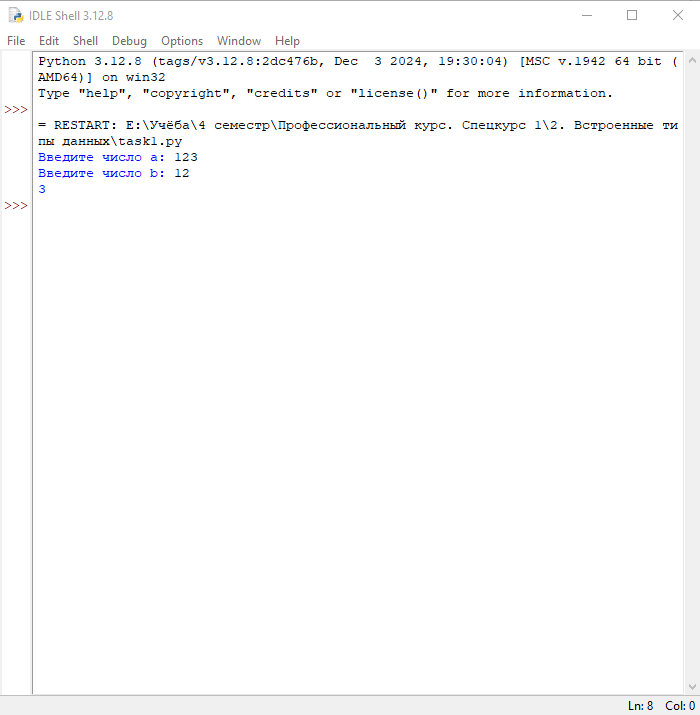 IDLE Shell 3.12.8
File Edit Shell Debug Options Window Help
Python 3.12.8 (tags/v3.12.8:2dc476b, Dec  3 2024, 19:30:04) [MSC v.1942 64 bit (
AMD64)] on win32
Type "help", "copyright", "credits" or "license()" for more information.
>>>
= RESTART: E:\Учёба\4 семестр\Профессиональный курс. Спецкурс 1\2. Встроенные ти
пы данных\task1.py
Введите число a: 123
Введите число b: 12
3
>>>
Ln: 8 Col: 0